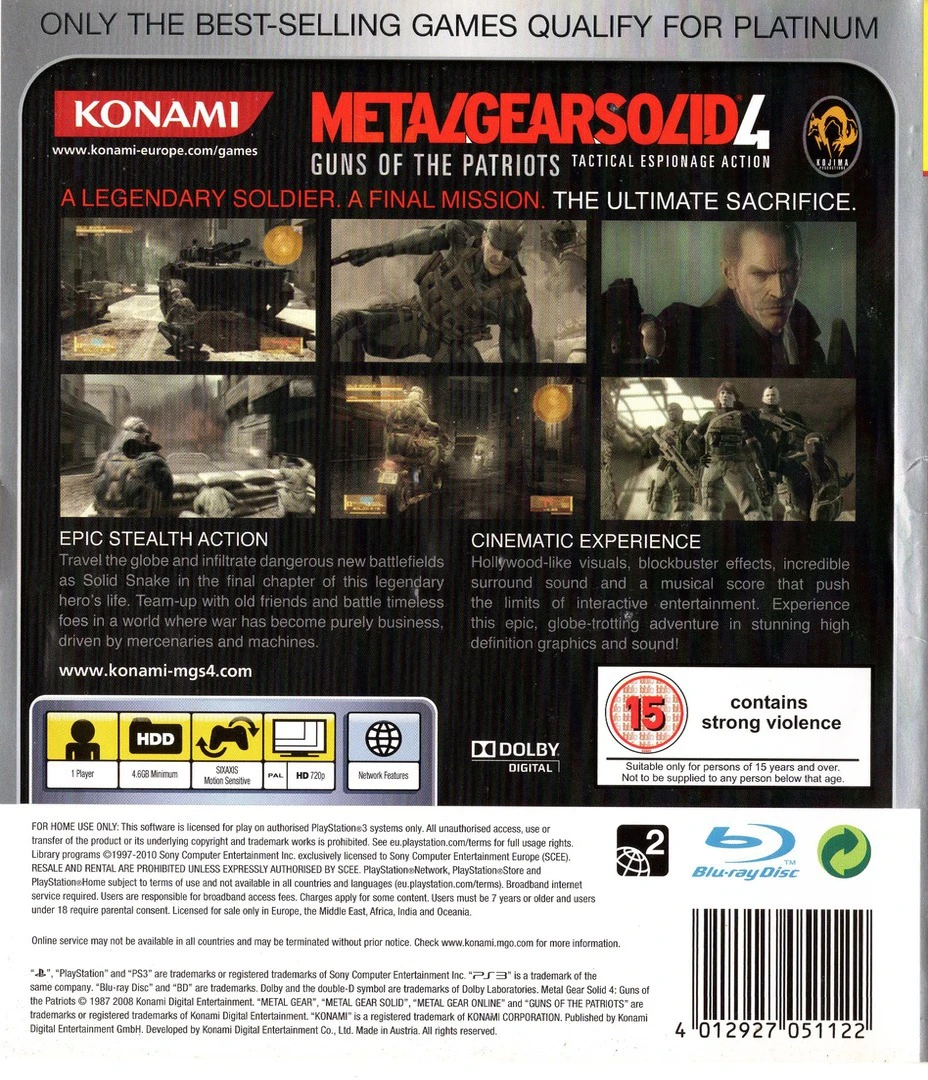 ONLY THE BEST-SELLING GAMES QUALIFY FOR PLATINUM
KONAMI
www.konami-europe.com/games
METAL GEAR SOLID 4
GUNS OF THE PATRIOTS TACTICAL ESPIONAGE ACTION
KOJIMA
PRODUCTIONS
A LEGENDARY SOLDIER. A FINAL MISSION. THE ULTIMATE SACRIFICE.
EPIC STEALTH ACTION
Travel the globe and infiltrate dangerous new battlefields
as Solid Snake in the final chapter of this legendary
hero's life. Team-up with old friends and battle timeless
foes in a world where war has become purely business,
driven by mercenaries and machines.
www.konami-mgs4.com
CINEMATIC EXPERIENCE
Hollywood-like visuals, blockbuster effects, incredible
surround sound and a musical score that push
the limits of interactive entertainment. Experience
this epic, globe-trotting adventure in stunning high
definition graphics and sound!
HDD
1 Player
4.6GB Minimum
SIXAXIS
Motion Sensitive
PAL
HD 720p
Network Features
DOLBY
DIGITAL
15
contains
strong violence
Suitable only for persons of 15 years and over.
Not to be supplied to any person below that age.
FOR HOME USE ONLY: This software is licensed for play on authorised PlayStation®3 systems only. All unauthorised access, use or
transfer of the product or its underlying copyright and trademark works is prohibited. See eu.playstation.com/terms for full usage rights.
Library programs ©1997-2010 Sony Computer Entertainment Inc. exclusively licensed to Sony Computer Entertainment Europe (SCEE).
RESALE AND RENTAL ARE PROHIBITED UNLESS EXPRESSLY AUTHORISED BY SCEE. PlayStation®Network, PlayStation®Store and
PlayStation®Home subject to terms of use and not available in all countries and languages (eu.playstation.com/terms). Broadband internet
service required. Users are responsible for broadband access fees. Charges apply for some content. Users must be 7 years or older and users
under 18 require parental consent. Licensed for sale only in Europe, the Middle East, Africa, India and Oceania.
2
Blu-ray Disc™
Online service may not be available in all countries and may be terminated without prior notice. Check www.konami.mgo.com for more information.
“ ”, “PlayStation” and “PS3” are trademarks or registered trademarks of Sony Computer Entertainment Inc. “PS3” is a trademark of the
same company. “Blu-ray Disc” and “BD” are trademarks. Dolby and the double-D symbol are trademarks of Dolby Laboratories. Metal Gear Solid 4: Guns of
the Patriots © 1987 2008 Konami Digital Entertainment. “METAL GEAR”, “METAL GEAR SOLID”, “METAL GEAR ONLINE” and “GUNS OF THE PATRIOTS” are
trademarks or registered trademarks of Konami Digital Entertainment. “KONAMI” is a registered trademark of KONAMI CORPORATION. Published by Konami
Digital Entertainment GmbH. Developed by Konami Digital Entertainment Co., Ltd. Made in Austria. All rights reserved.
4 012927 051122